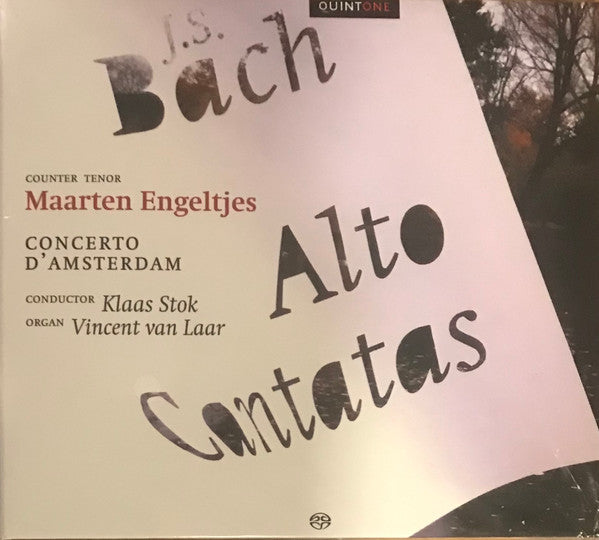 QUINTONE
J.S.
Bach
COUNTER TENOR
Maarten Engeltjes
CONCERTO
D'AMSTERDAM
Alto
CONDUCTOR Klaas Stok
ORGAN Vincent van Laar
Cantatas